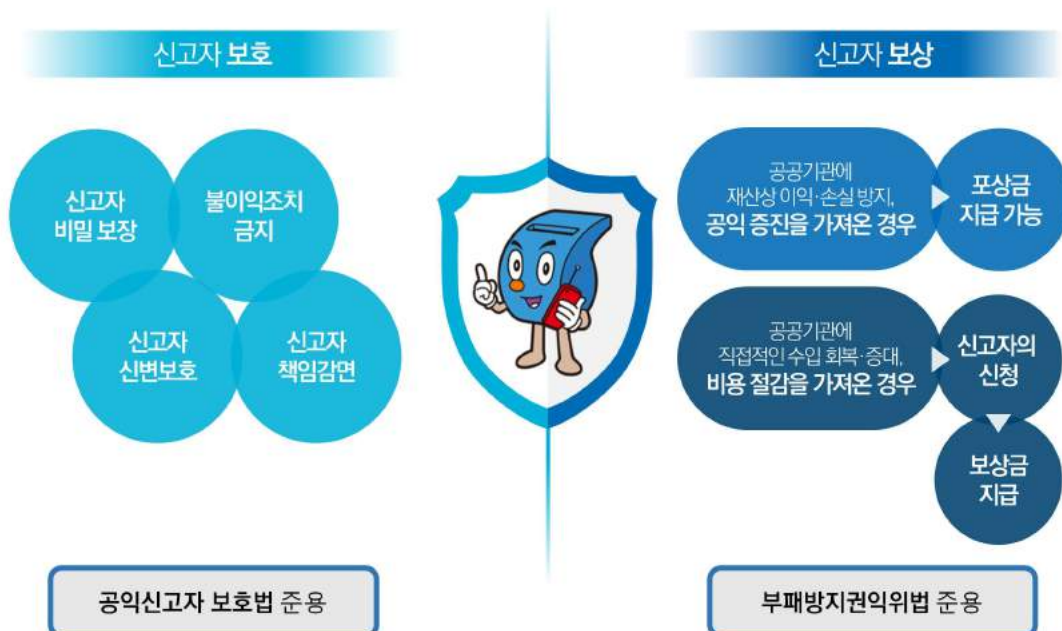 신고자 보호
신고자
비밀 보장
불이익조치
금지
신고자
신변보호
신고자
책임감면
공익신고자 보호법 준용
신고자 보상
공공기관에
재산상 이익·손실 방지,
공익 증진을 가져온 경우
포상금
지급 가능
공공기관에
직접적인 수입 회복·증대,
비용 절감을 가져온 경우
신고자의
신청
보상금
지급
부패방지권익위법 준용